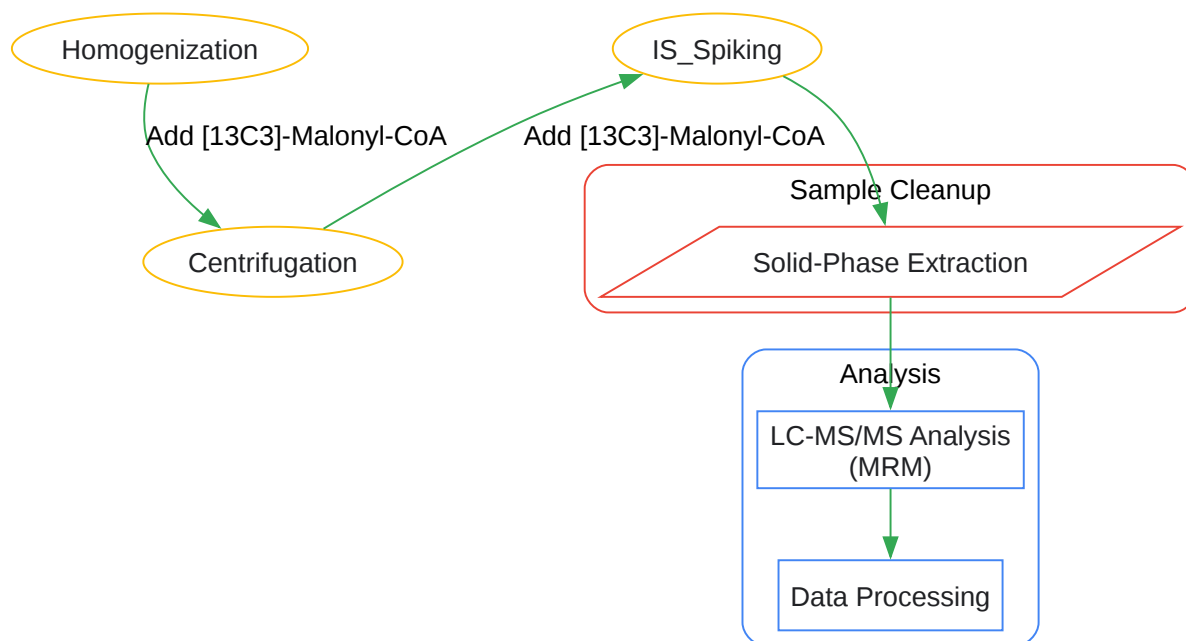 Homogenization
IS_Spiking
Add [13C3]-Malonyl-CoA
Add [13C3]-Malonyl-CoA
Sample Cleanup
Centrifugation
Solid-Phase Extraction
Analysis
LC-MS/MS Analysis
(MRM)
Data Processing